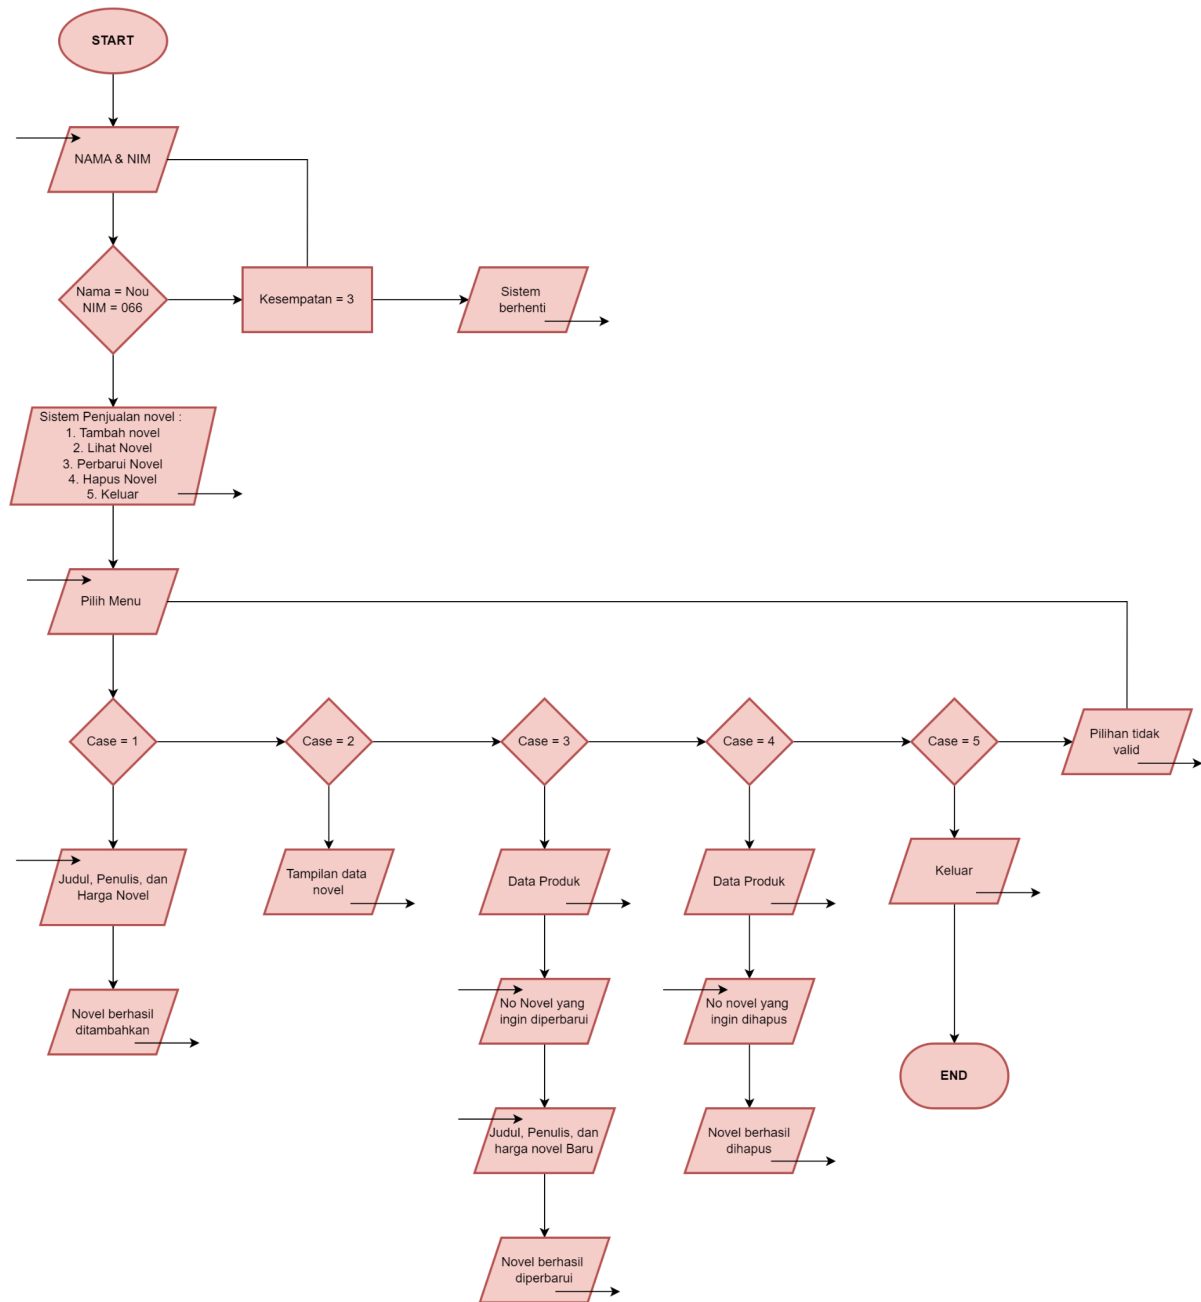 START
NAMA & NIM
Nama = Nou
NIM = 066
Kesempatan = 3
Sistem
berhenti
Sistem Penjualan novel :
1. Tambah novel
2. Lihat Novel
3. Perbarui Novel
4. Hapus Novel
5. Keluar
Pilih Menu
Case = 1
Case = 2
Case = 3
Case = 4
Case = 5
Pilihan tidak
valid
Judul, Penulis, dan
Harga Novel
Tampilan data
novel
Data Produk
Data Produk
Keluar
Novel berhasil
ditambahkan
No Novel yang
ingin diperbarui
No novel yang
ingin dihapus
END
Judul, Penulis, dan
harga novel Baru
Novel berhasil
dihapus
Novel berhasil
diperbarui